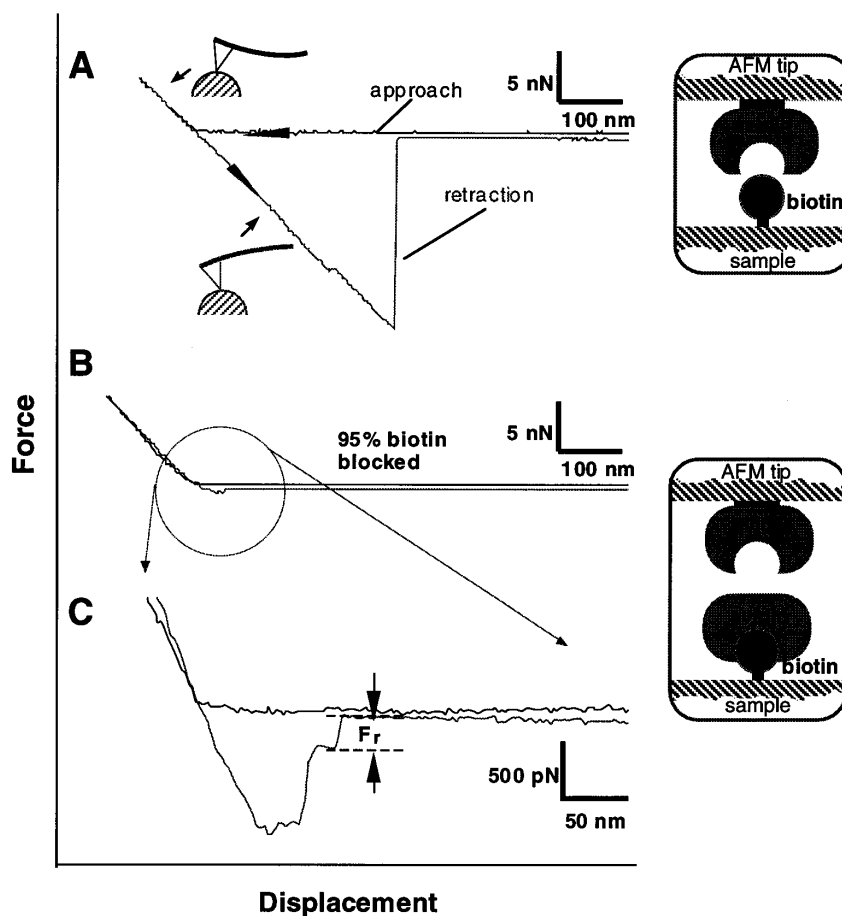 A
approach
5 nN
100 nm
retraction
AFM tip
biotin
sample
B
95% biotin
blocked
5 nN
100 nm
AFM tip
biotin
sample
C
Fr
500 pN
50 nm
Force
Displacement